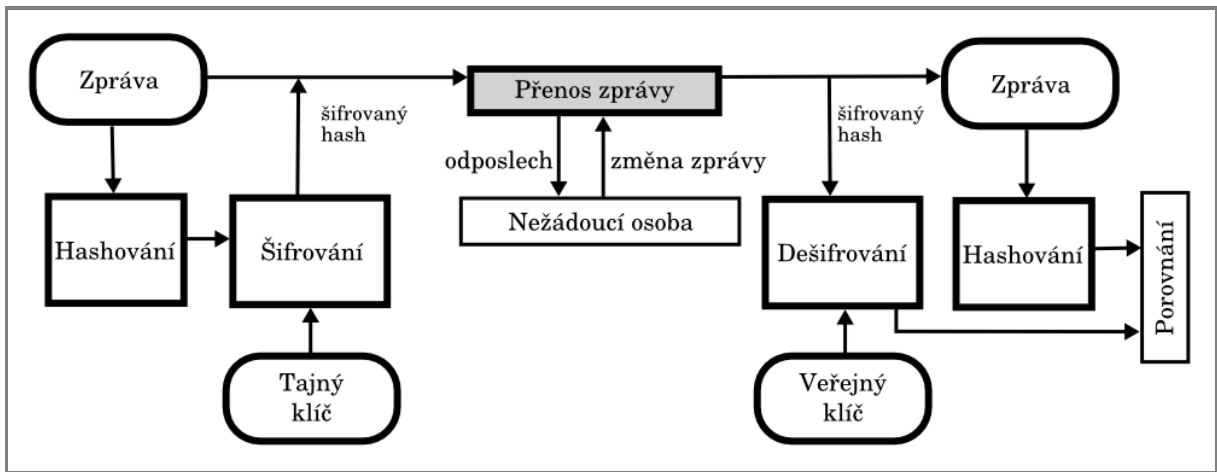 Zpráva
Přenos zprávy
Zpráva
šifrovaný
hash
šifrovaný
hash
odposlech
změna zprávy
Hashování
Šifrování
Nežádoucí osoba
Dešifrování
Hashování
Porovnání
Tajný
klíč
Veřejný
klíč